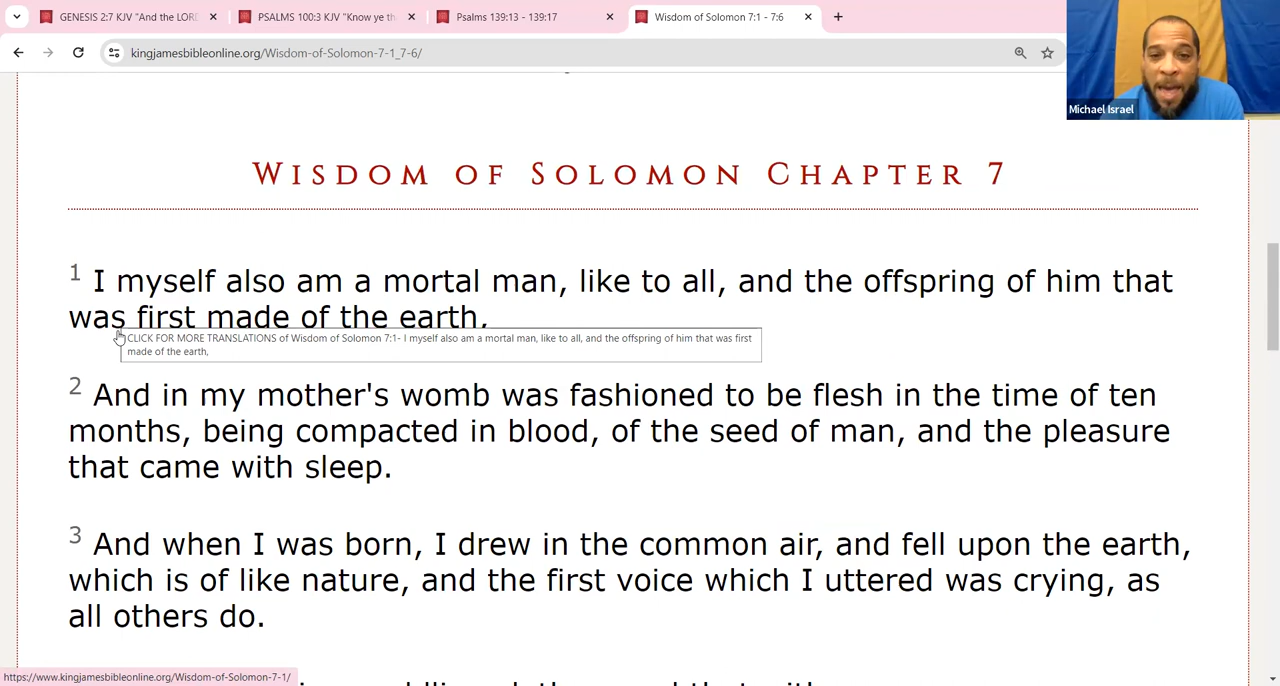 GENESIS 2:7 KJV "And the LORD
PSALMS 100:3 KJV "Know ye th
Psalms 139:13 - 139:17
Wisdom of Solomon 7:1 - 7:6
kingjamesbibleonline.org/Wisdom-of-Solomon-7-1_7-6/
Michael Israel
WISDOM OF SOLOMON CHAPTER 7
1 I myself also am a mortal man, like to all, and the offspring of him that
was first made of the earth,
CLICK FOR MORE TRANSLATIONS of Wisdom of Solomon 7:1- I myself also am a mortal man, like to all, and the offspring of him that was first
made of the earth,
2 And in my mother's womb was fashioned to be flesh in the time of ten
months, being compacted in blood, of the seed of man, and the pleasure
that came with sleep.
3 And when I was born, I drew in the common air, and fell upon the earth,
which is of like nature, and the first voice which I uttered was crying, as
all others do.
https://www.kingjamesbibleonline.org/Wisdom-of-Solomon-7-1/